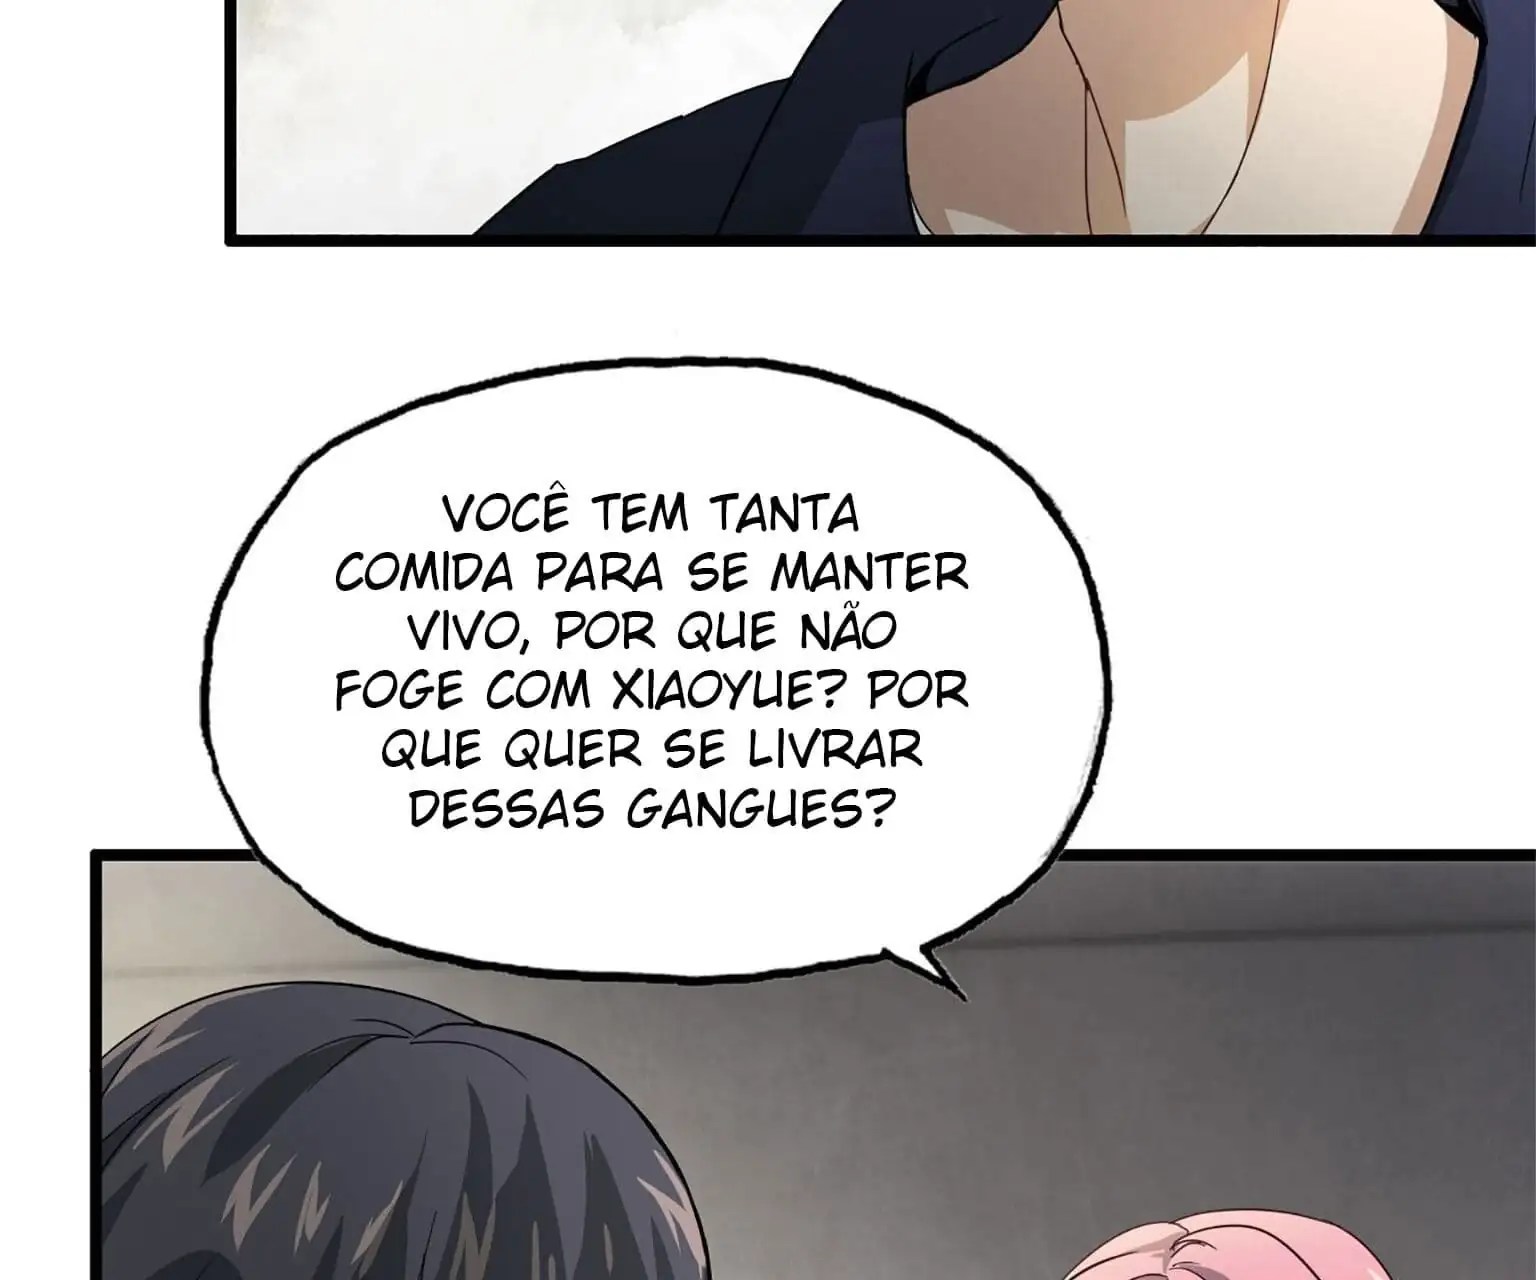 VOCÊ TEM TANTA
COMIDA PARA SE MANTER
VIVO, POR QUE NÃO
FOGE COM XIAOYUE? POR
QUE QUER SE LIVRAR
DESSAS GANGUES?